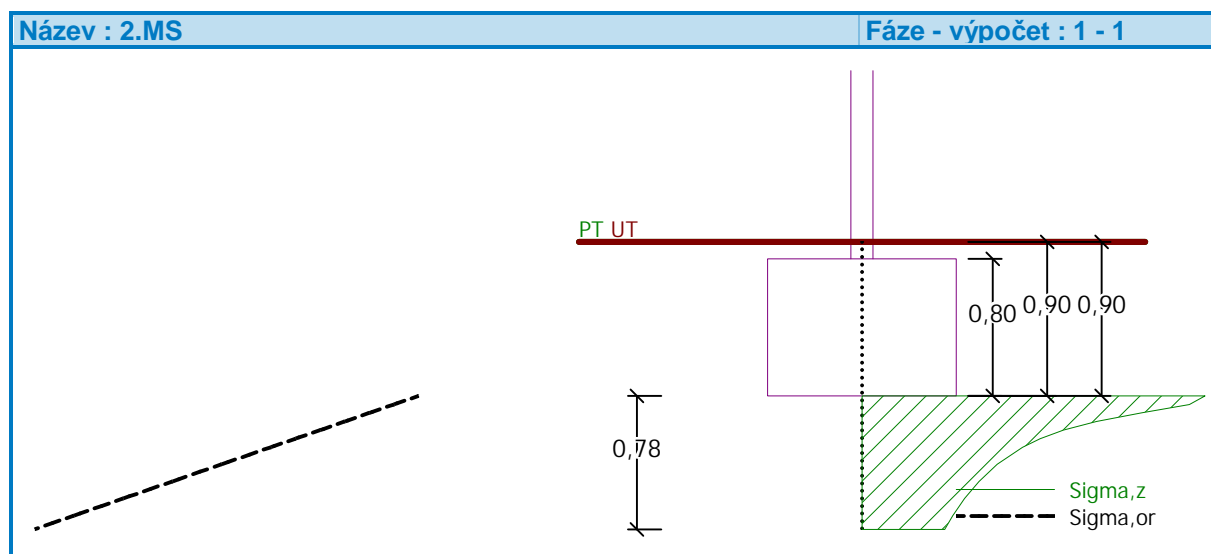 Název : 2.MS
Fáze - výpočet : 1 - 1
PT UT
0,80
0,90
0,90
0,78
Sigma,z
Sigma,or